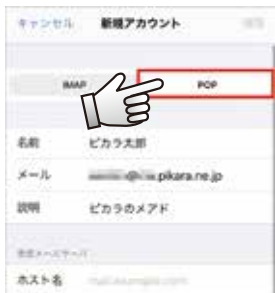 キャンセル 新規アカウント
IMAP POP
名前 ピカラ太郎
メール pikara.ne.jp
説明 ピカラのメアド
ホスト名